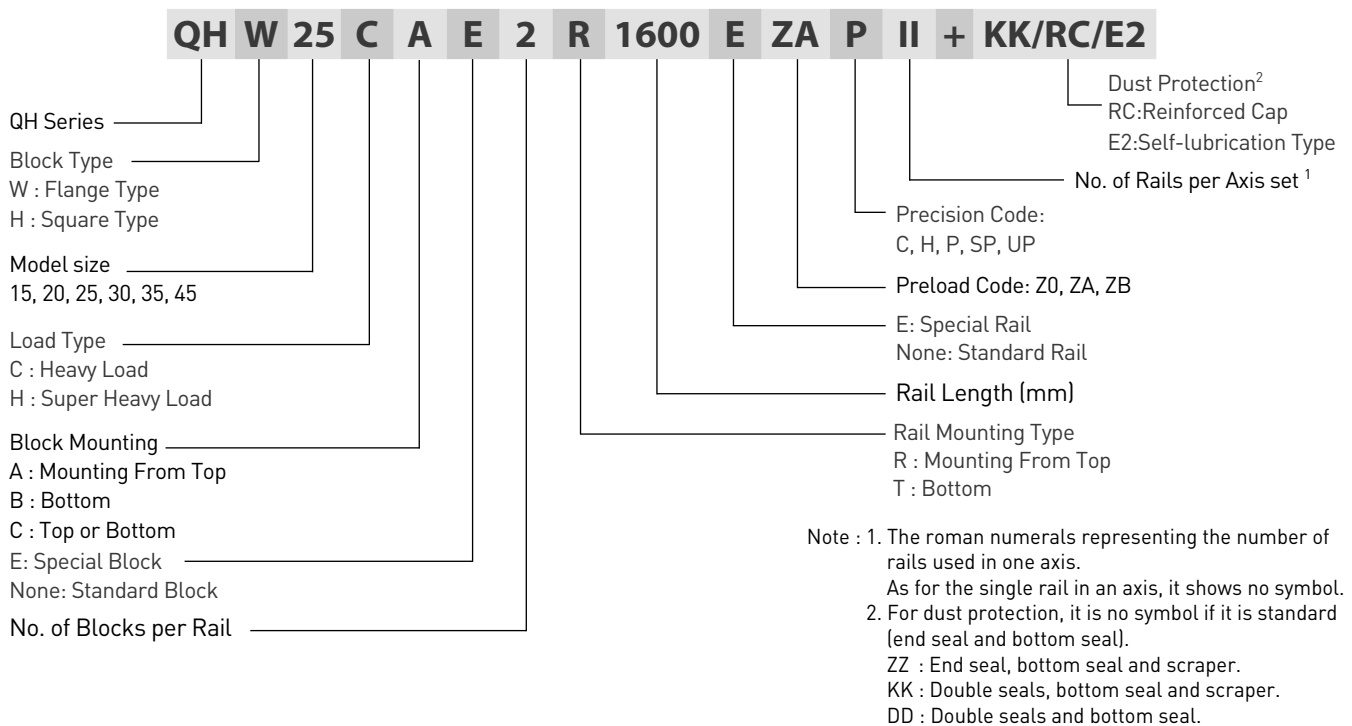 QH W 25 C A E 2 R 1600 E ZA P II + KK/RC/E2
QH Series
Block Type
W : Flange Type
H : Square Type
Model size
15, 20, 25, 30, 35, 45
Load Type
C : Heavy Load
H : Super Heavy Load
Block Mounting
A : Mounting From Top
B : Bottom
C : Top or Bottom
E: Special Block
None: Standard Block
No. of Blocks per Rail
Dust Protection2
RC:Reinforced Cap
E2:Self-lubrication Type
No. of Rails per Axis set 1
Precision Code:
C, H, P, SP, UP
Preload Code: Z0, ZA, ZB
E: Special Rail
None: Standard Rail
Rail Length (mm)
Rail Mounting Type
R : Mounting From Top
T : Bottom
Note : 1. The roman numerals representing the number of
rails used in one axis.
As for the single rail in an axis, it shows no symbol.
2. For dust protection, it is no symbol if it is standard
(end seal and bottom seal).
ZZ : End seal, bottom seal and scraper.
KK : Double seals, bottom seal and scraper.
DD : Double seals and bottom seal.